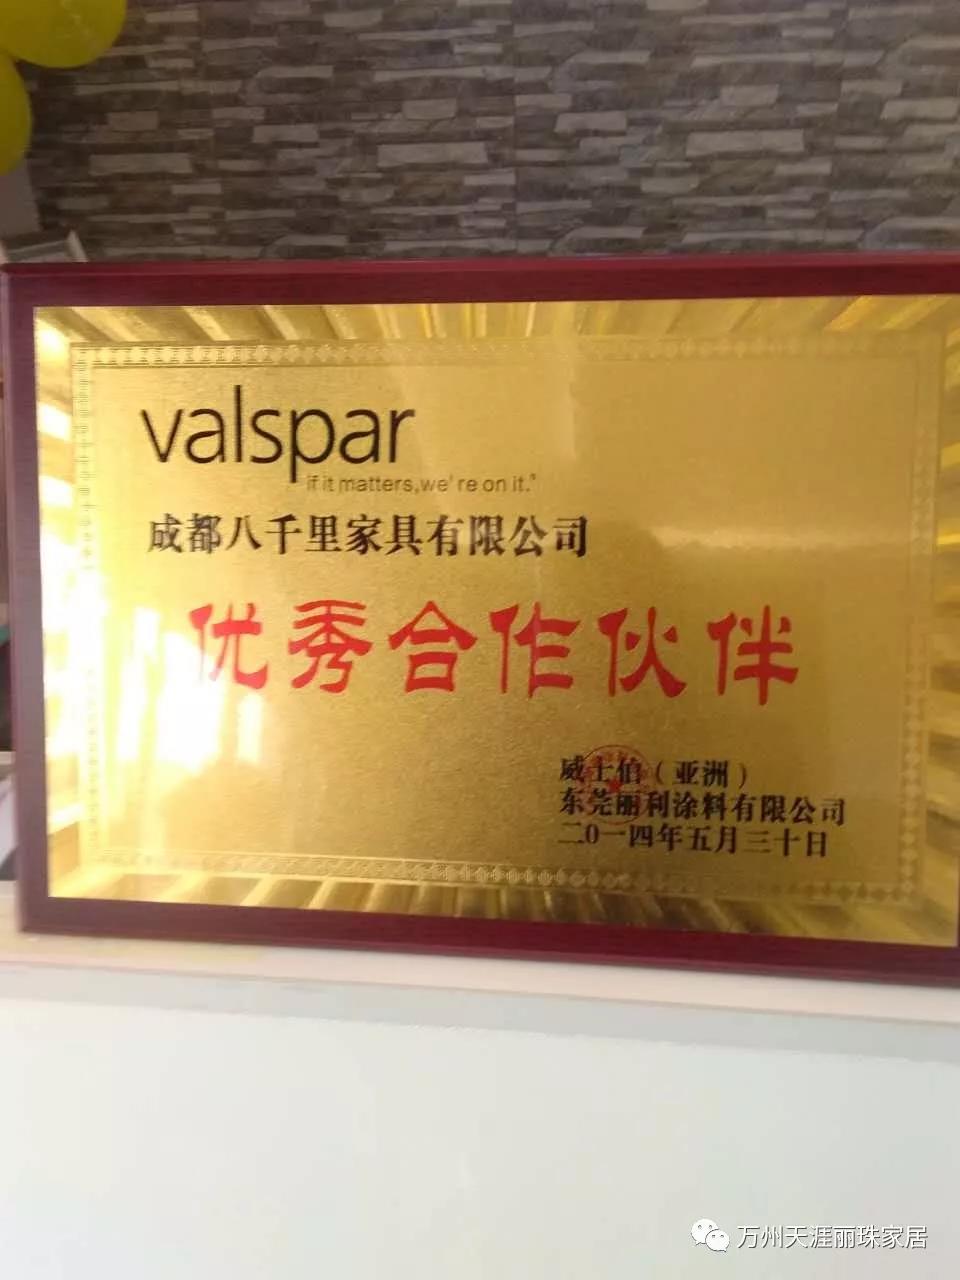 valspar
if it matters,we're on it.®
成都八千里家具有限公司
优秀合作伙伴
威士伯（亚洲）
东莞丽利涂料有限公司
二0一四年五月三十日
万州天涯丽珠家居